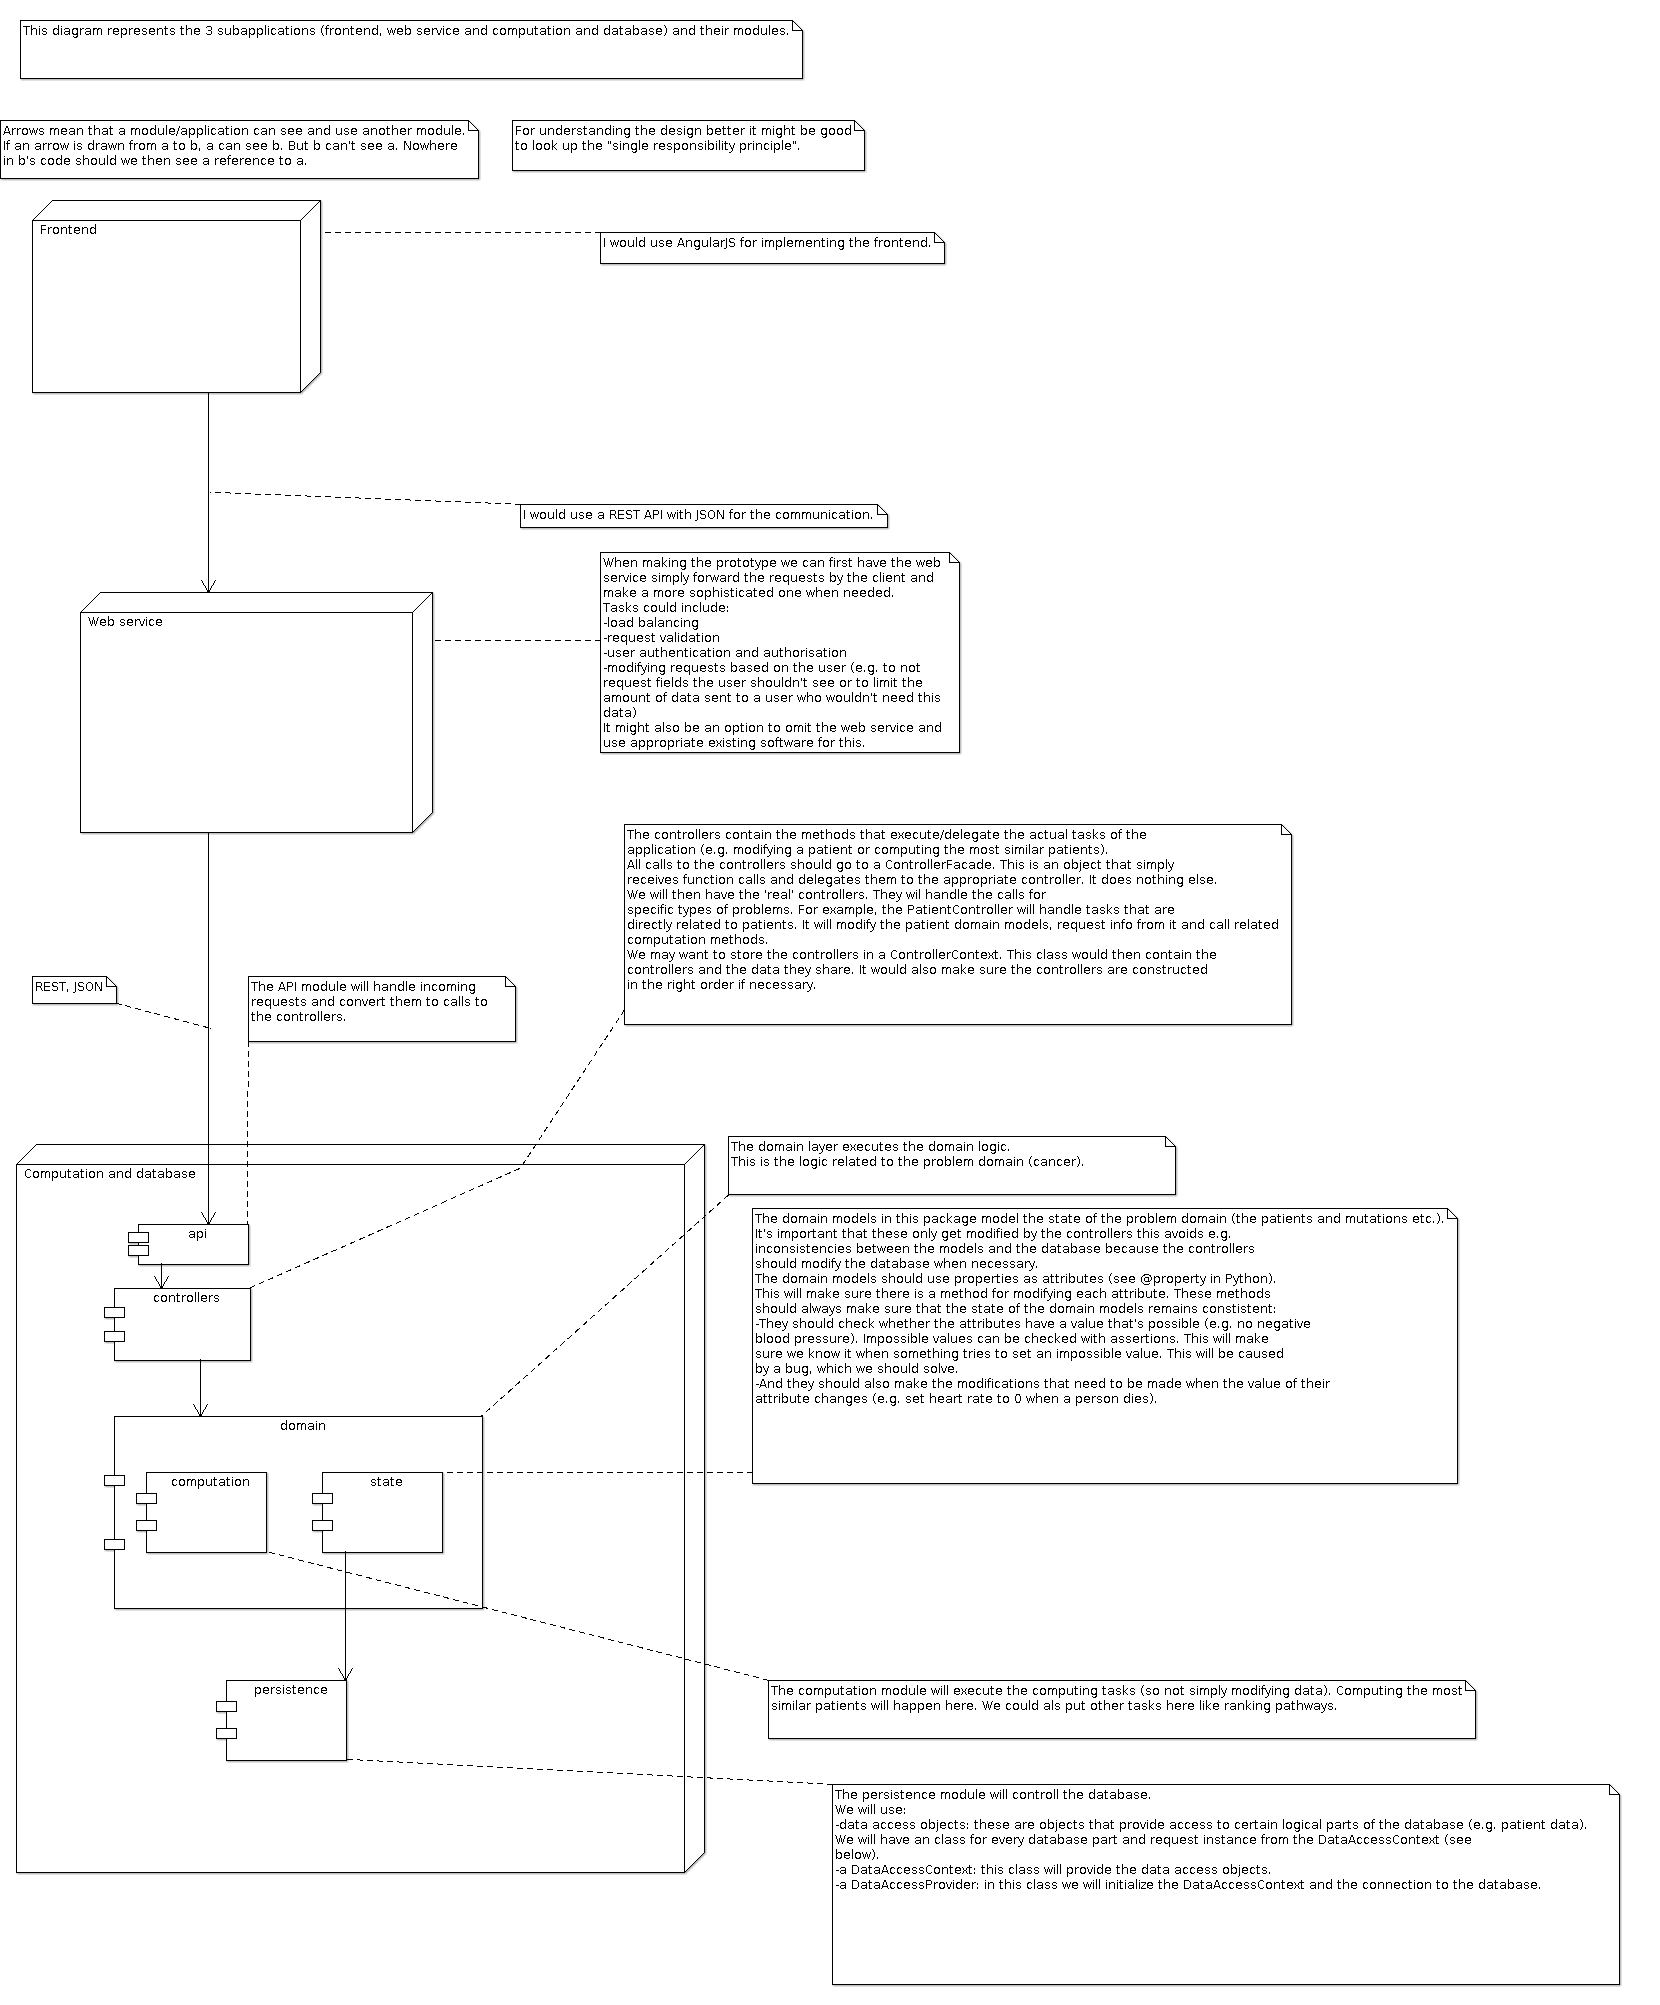 This diagram represents the 3 subapplications (frontend, web service and computation and database) and their modules.
Arrows mean that a module/application can see and use another module.
If an arrow is drawn from a to b, a can see b. But b can't see a. Nowhere
in b's code should we then see a reference to a.
For understanding the design better it might be good
to look up the "single responsibility principle".
Frontend
I would use AngularJS for implementing the frontend.
I would use a REST API with JSON for the communication.
When making the prototype we can first have the web
service simply forward the requests by the client and
make a more sophisticated one when needed.
Tasks could include:
-load balancing
-request validation
-user authentication and authorisation
-modifying requests based on the user (e.g. to not
request fields the user shouldn't see or to limit the
amount of data sent to a user who wouldn't need this
data)
It might also be an option to omit the web service and
use appropriate existing software for this.
Web service
The controllers contain the methods that execute/delegate the actual tasks of the
application (e.g. modifying a patient or computing the most similar patients).
All calls to the controllers should go to a ControllerFacade. This is an object that simply
receives function calls and delegates them to the appropriate controller. It does nothing else.
We will then have the 'real' controllers. They wil handle the calls for
specific types of problems. For example, the PatientController will handle tasks that are
directly related to patients. It will modify the patient domain models, request info from it and call related
computation methods.
We may want to store the controllers in a ControllerContext. This class would then contain the
controllers and the data they share. It would also make sure the controllers are constructed
in the right order if necessary.
REST, JSON
The API module will handle incoming
requests and convert them to calls to
the controllers.
The domain layer executes the domain logic.
This is the logic related to the problem domain (cancer).
Computation and database
api
controllers
The domain models in this package model the state of the problem domain (the patients and mutations etc.).
It's important that these only get modified by the controllers this avoids e.g.
inconsistencies between the models and the database because the controllers
should modify the database when necessary.
The domain models should use properties as attributes (see @property in Python).
This will make sure there is a method for modifying each attribute. These methods
should always make sure that the state of the domain models remains constistent:
-They should check whether the attributes have a value that's possible (e.g. no negative
blood pressure). Impossible values can be checked with assertions. This will make
sure we know it when something tries to set an impossible value. This will be caused
by a bug, which we should solve.
-And they should also make the modifications that need to be made when the value of their
attribute changes (e.g. set heart rate to 0 when a person dies).
domain
computation
state
persistence
The computation module will execute the computing tasks (so not simply modifying data). Computing the most
similar patients will happen here. We could als put other tasks here like ranking pathways.
The persistence module will controll the database.
We will use:
-data access objects: these are objects that provide access to certain logical parts of the database (e.g. patient data).
We will have an class for every database part and request instance from the DataAccessContext (see
below).
-a DataAccessContext: this class will provide the data access objects.
-a DataAccessProvider: in this class we will initialize the DataAccessContext and the connection to the database.